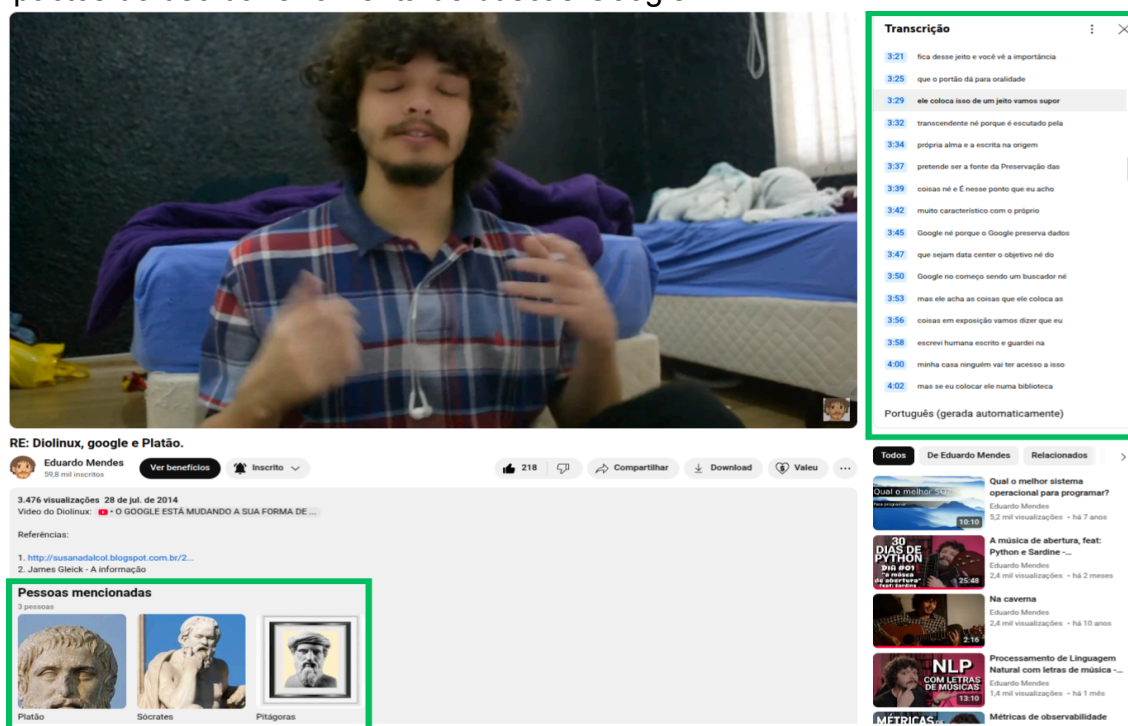 Transcrição
3:21 fica desse jeito e você vê a importância
3:25 que o portão dá para oralidade
3:29 ele coloca isso de um jeito vamos supor
3:32 transcendente né porque é escutado pela
3:34 própria alma e a escrita na origem
3:37 pretende ser a fonte da Preservação das
3:39 coisas né e É nesse ponto que eu acho
3:42 muito característico com o próprio
3:45 Google né porque o Google preserva dados
3:47 que sejam data center o objetivo né do
3:50 Google no começo sendo um buscador né
3:53 mas ele acha as coisas que ele coloca as
3:56 coisas em exposição vamos dizer que eu
3:58 escrevi humana escrito e guardei na
4:00 minha casa ninguém vai ter acesso a isso
4:02 mas se eu colocar ele numa biblioteca
Português (gerada automaticamente)
RE: Diolinux, google e Platão.
Eduardo Mendes
59,8 mil inscritos
Ver benefícios
Inscrito
218
Compartilhar
Download
Valeu
3.476 visualizações 28 de jul. de 2014
Video do Diolinux: • O GOOGLE ESTÁ MUDANDO A SUA FORMA DE ...
Referências:
1. http://susanadalcol.blogspot.com.br/2...
2. James Gleick - A informação
Pessoas mencionadas
3 pessoas
Platão
Sócrates
Pitágoras
Todos
De Eduardo Mendes
Relacionados
Qual o melhor SO?
10:10
Qual o melhor sistema
operacional para programar?
Eduardo Mendes
5,2 mil visualizações • há 7 anos
30
DIAS DE
PYTHON
DIA #01
"a música
de abertura"
feat: Sardine
25:48
A música de abertura, feat:
Python e Sardine -...
Eduardo Mendes
2,4 mil visualizações • há 2 meses
2:16
Na caverna
Eduardo Mendes
2,4 mil visualizações • há 10 anos
NLP
COM LETRAS
DE MÚSICAS
13:10
Processamento de Linguagem
Natural com letras de música -...
Eduardo Mendes
1,4 mil visualizações • há 1 mês
MÉTRICAS
Métricas de observabilidade